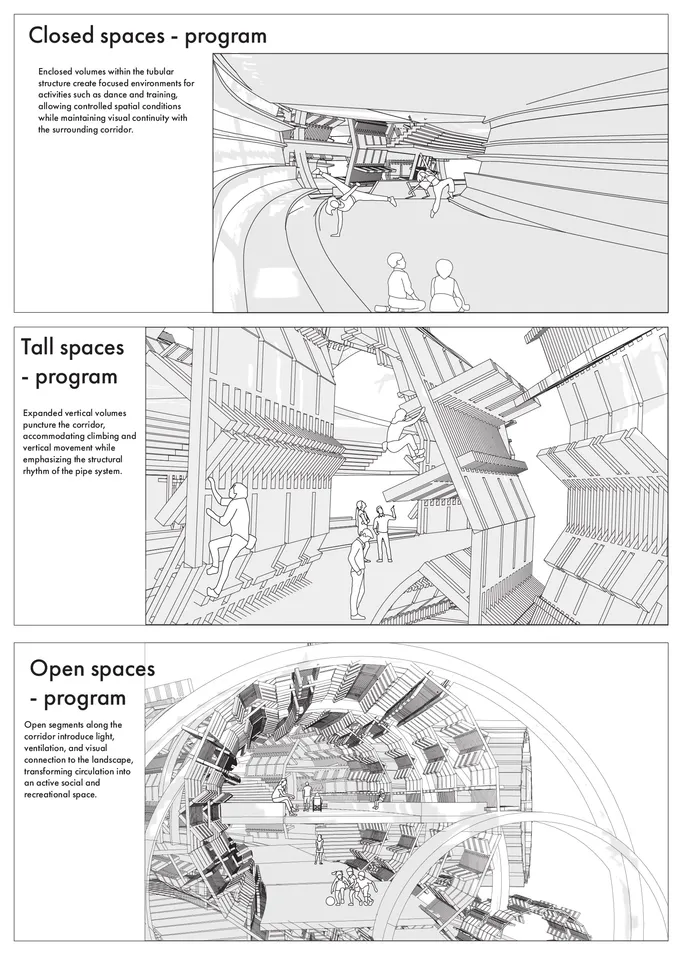 Closed spaces - program
Enclosed volumes within the tubular
structure create focused environments for
activities such as dance and training,
allowing controlled spatial conditions
while maintaining visual continuity with
the surrounding corridor.
Tall spaces
- program
Expanded vertical volumes
puncture the corridor,
accommodating climbing and
vertical movement while
emphasizing the structural
rhythm of the pipe system.
Open spaces
- program
Open segments along the
corridor introduce light,
ventilation, and visual
connection to the landscape,
transforming circulation into
an active social and
recreational space.